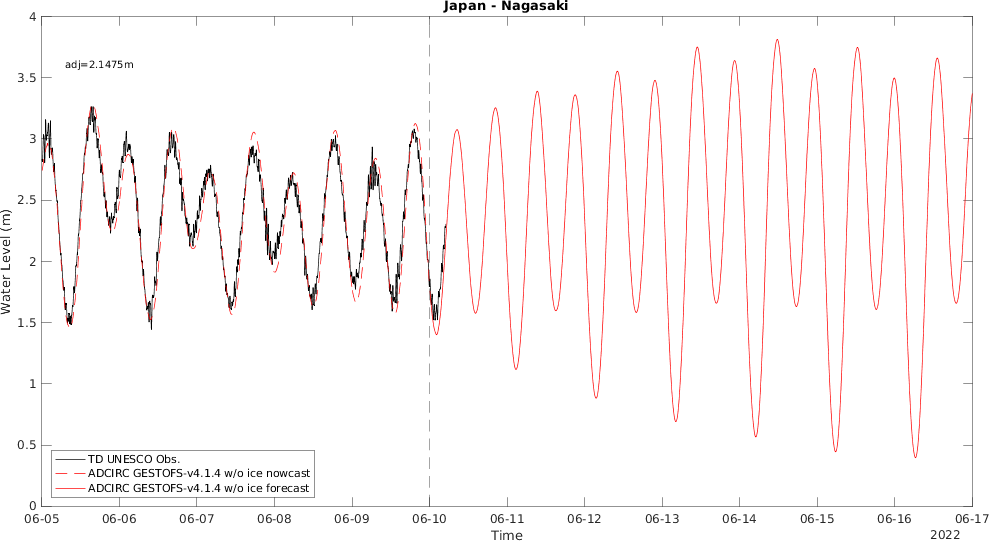 Japan - Nagasaki
4
3.5
3
2.5
2
1.5
1
0.5
0
Water Level (m)
adj=2.1475m
TD UNESCO Obs.
ADCIRC GESTOFS-v4.1.4 w/o ice nowcast
ADCIRC GESTOFS-v4.1.4 w/o ice forecast
06-05 06-06 06-07 06-08 06-09 06-10 06-11 06-12 06-13 06-14 06-15 06-16 06-17
Time
2022